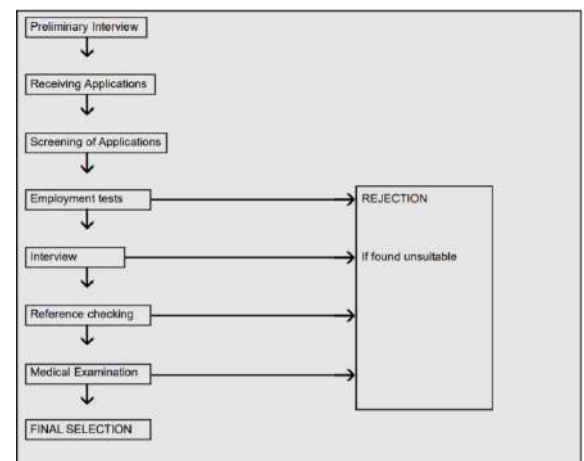 Preliminary Interview
Receiving Applications
Screening of Applications
Employment tests
REJECTION
Interview
If found unsuitable
Reference checking
Medical Examination
FINAL SELECTION